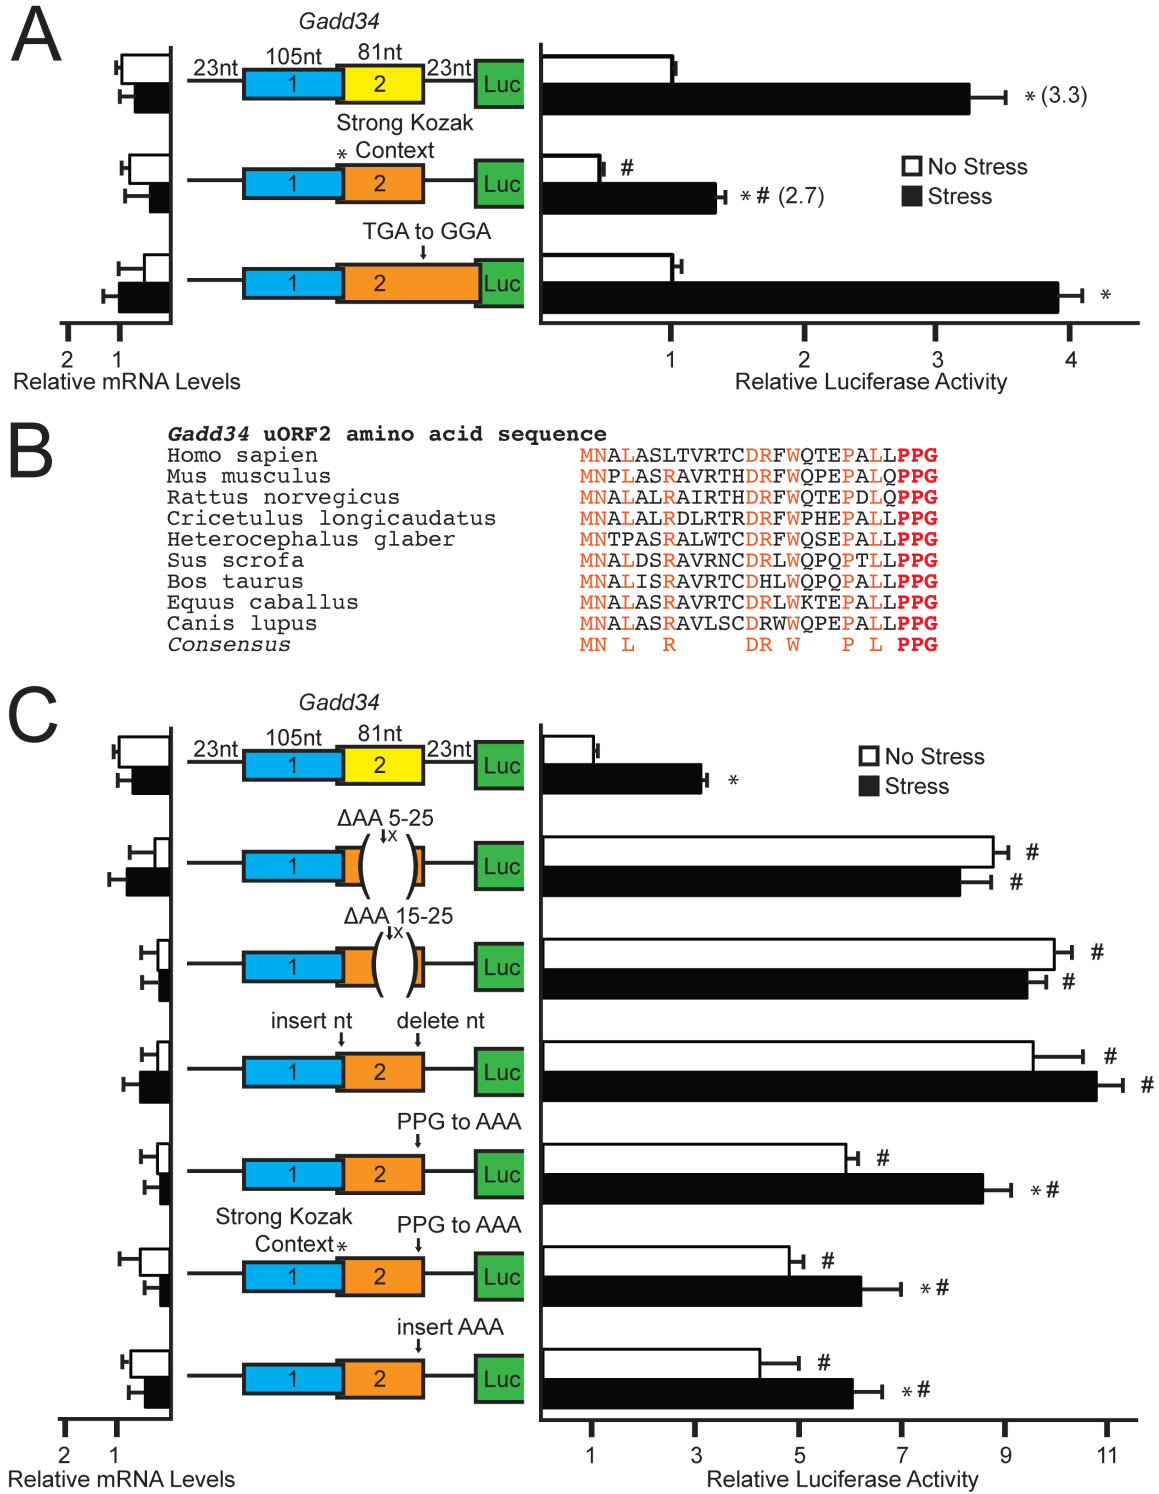 A
Gadd34
23nt 105nt 81nt 23nt
1 2 Luc
* (3.3)
Strong Kozak
* Context
1 2 Luc
#
* # (2.7)
No Stress
Stress
TGA to GGA
1 2 Luc
*
2 1
1 2 3 4
Relative mRNA Levels
Relative Luciferase Activity
B
Gadd34 uORF2 amino acid sequence
Homo sapien MNALASLTVRTCDRFWQTEPALLPPG
Mus musculus MNPLASRAVRTHDRFWQPEPALQPPG
Rattus norvegicus MNALALRAIRTHDRFWQTEPDLQPPG
Cricetulus longicaudatus MNALALRDLRTRDRFWPHEPALLPPG
Heterocephalus glaber MNTPASRALWTCDRFWQSEPALLPPG
Sus scrofa MNALDSRAVRNCDRLWQPQPTLLPPG
Bos taurus MNALISRAVRTCDHLWQPQPALLPPG
Equus caballus MNALASRAVRTCDRLWKTEPALLPPG
Canis lupus MNALASRAVLSCDRWWQPEPALLPPG
Consensus MN L R DR W P L PPG
C
Gadd34
23nt 105nt 81nt 23nt
1 2 Luc
*
No Stress
Stress
ΔAA 5-25
x
1 Luc
#
#
ΔAA 15-25
x
1 Luc
#
#
insert nt delete nt
1 2 Luc
#
#
PPG to AAA
1 2 Luc
#
* #
Strong Kozak
Context *
PPG to AAA
1 2 Luc
#
* #
insert AAA
1 2 Luc
#
* #
2 1
1 3 5 7 9 11
Relative mRNA Levels
Relative Luciferase Activity